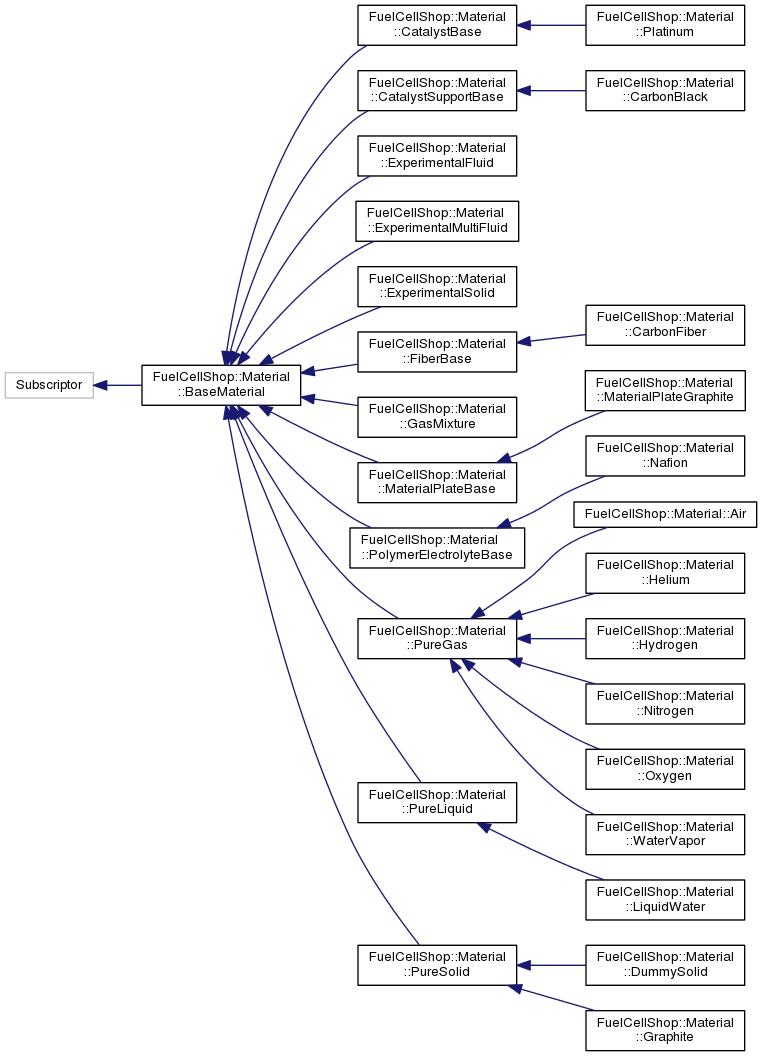 Subscriptor
FuelCellShop::Material
::BaseMaterial
FuelCellShop::Material
::CatalystBase
FuelCellShop::Material
::CatalystSupportBase
FuelCellShop::Material
::ExperimentalFluid
FuelCellShop::Material
::ExperimentalMultiFluid
FuelCellShop::Material
::ExperimentalSolid
FuelCellShop::Material
::FiberBase
FuelCellShop::Material
::GasMixture
FuelCellShop::Material
::MaterialPlateBase
FuelCellShop::Material
::PolymerElectrolyteBase
FuelCellShop::Material
::PureGas
FuelCellShop::Material
::PureLiquid
FuelCellShop::Material
::PureSolid
FuelCellShop::Material
::Platinum
FuelCellShop::Material
::CarbonBlack
FuelCellShop::Material
::CarbonFiber
FuelCellShop::Material
::MaterialPlateGraphite
FuelCellShop::Material
::Nafion
FuelCellShop::Material::Air
FuelCellShop::Material
::Helium
FuelCellShop::Material
::Hydrogen
FuelCellShop::Material
::Nitrogen
FuelCellShop::Material
::Oxygen
FuelCellShop::Material
::WaterVapor
FuelCellShop::Material
::LiquidWater
FuelCellShop::Material
::DummySolid
FuelCellShop::Material
::Graphite